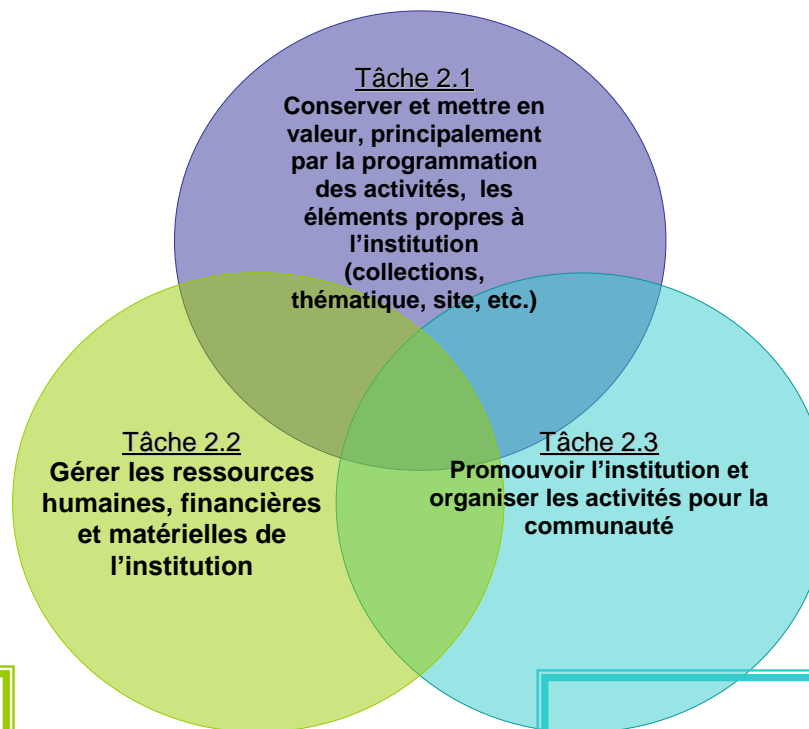 Tâche 2.1
Conserver et mettre en
valeur, principalement
par la programmation
des activités, les
éléments propres à
l’institution
(collections,
thématique, site, etc.)
Tâche 2.2
Gérer les ressources
humaines, financières
et matérielles de
l’institution
Tâche 2.3
Promouvoir l’institution et
organiser les activités pour la
communauté